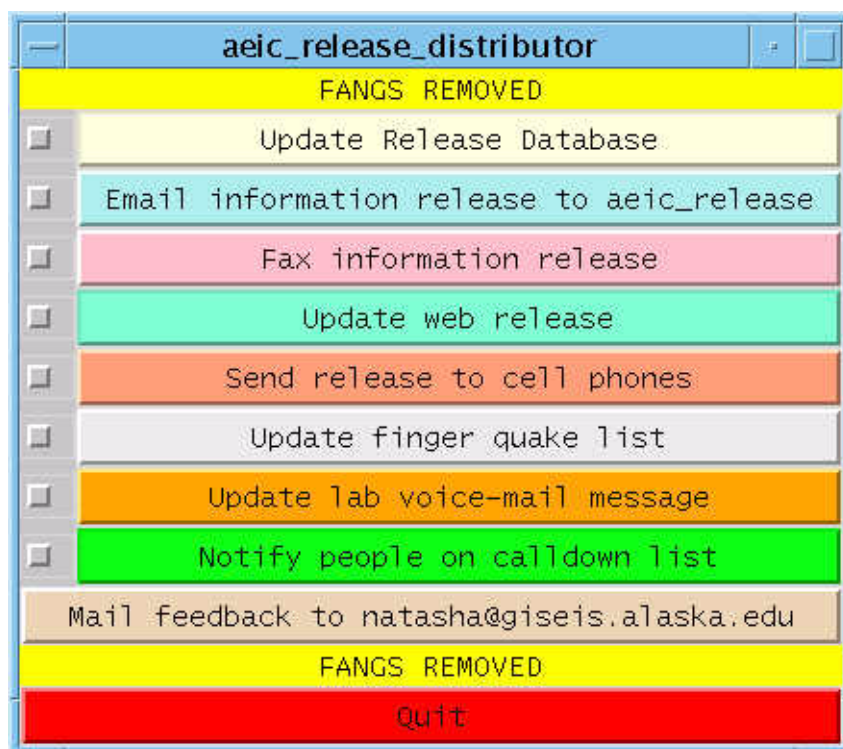 aeic_release_distributor
FANGS REMOVED
Update Release Database
Email information release to aeic_release
Fax information release
Update web release
Send release to cell phones
Update finger quake list
Update lab voice-mail message
Notify people on calldown list
Mail feedback to natasha@giseis.alaska.edu
FANGS REMOVED
Quit